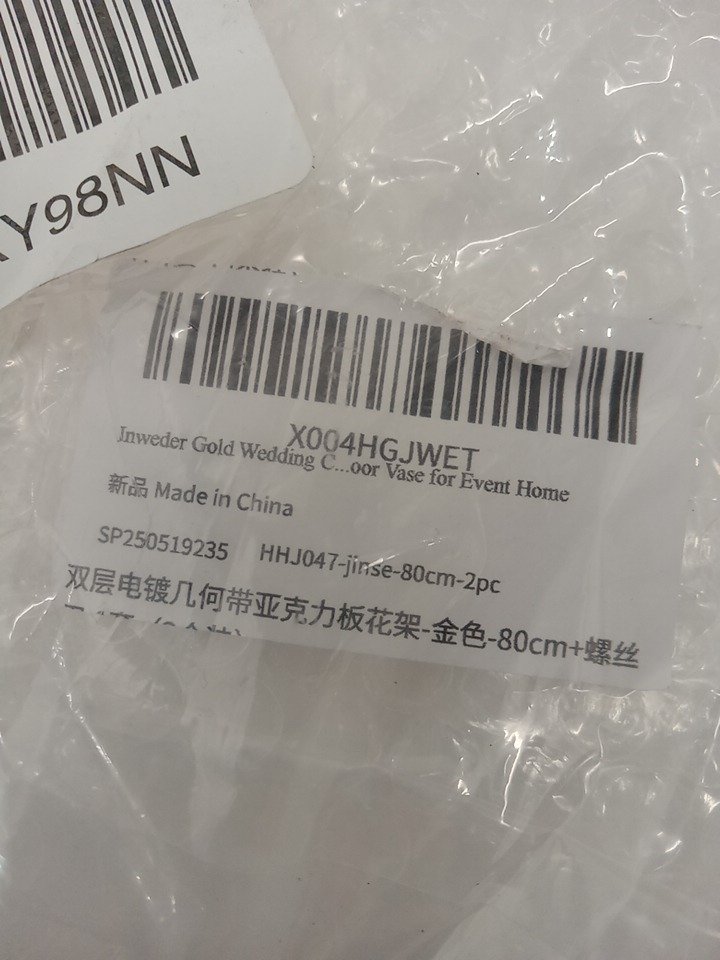 Y98NN
X004HGJWET
Inweder Gold Wedding C...oor Vase for Event Home
新品 Made in China
SP250519235 HHJ047-jinse-80cm-2pc
双层电镀几何带亚克力板花架-金色-80cm+螺丝